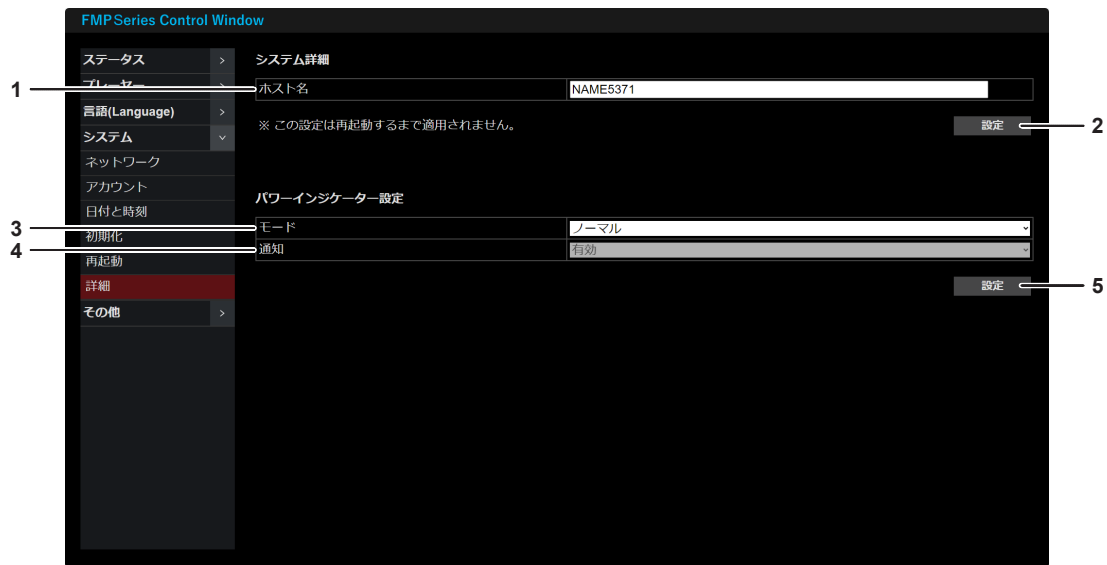 FMP Series Control Window
ステータス >
システム詳細
1
プレーヤー >
ホスト名 NAME5371
言語(Language) >
※ この設定は再起動するまで適用されません。
設定 2
システム
ネットワーク
アカウント
パワーインジケーター設定
日付と時刻
3
モード ノーマル
初期化
4
通知 有効
再起動
詳細
設定 5
その他 >